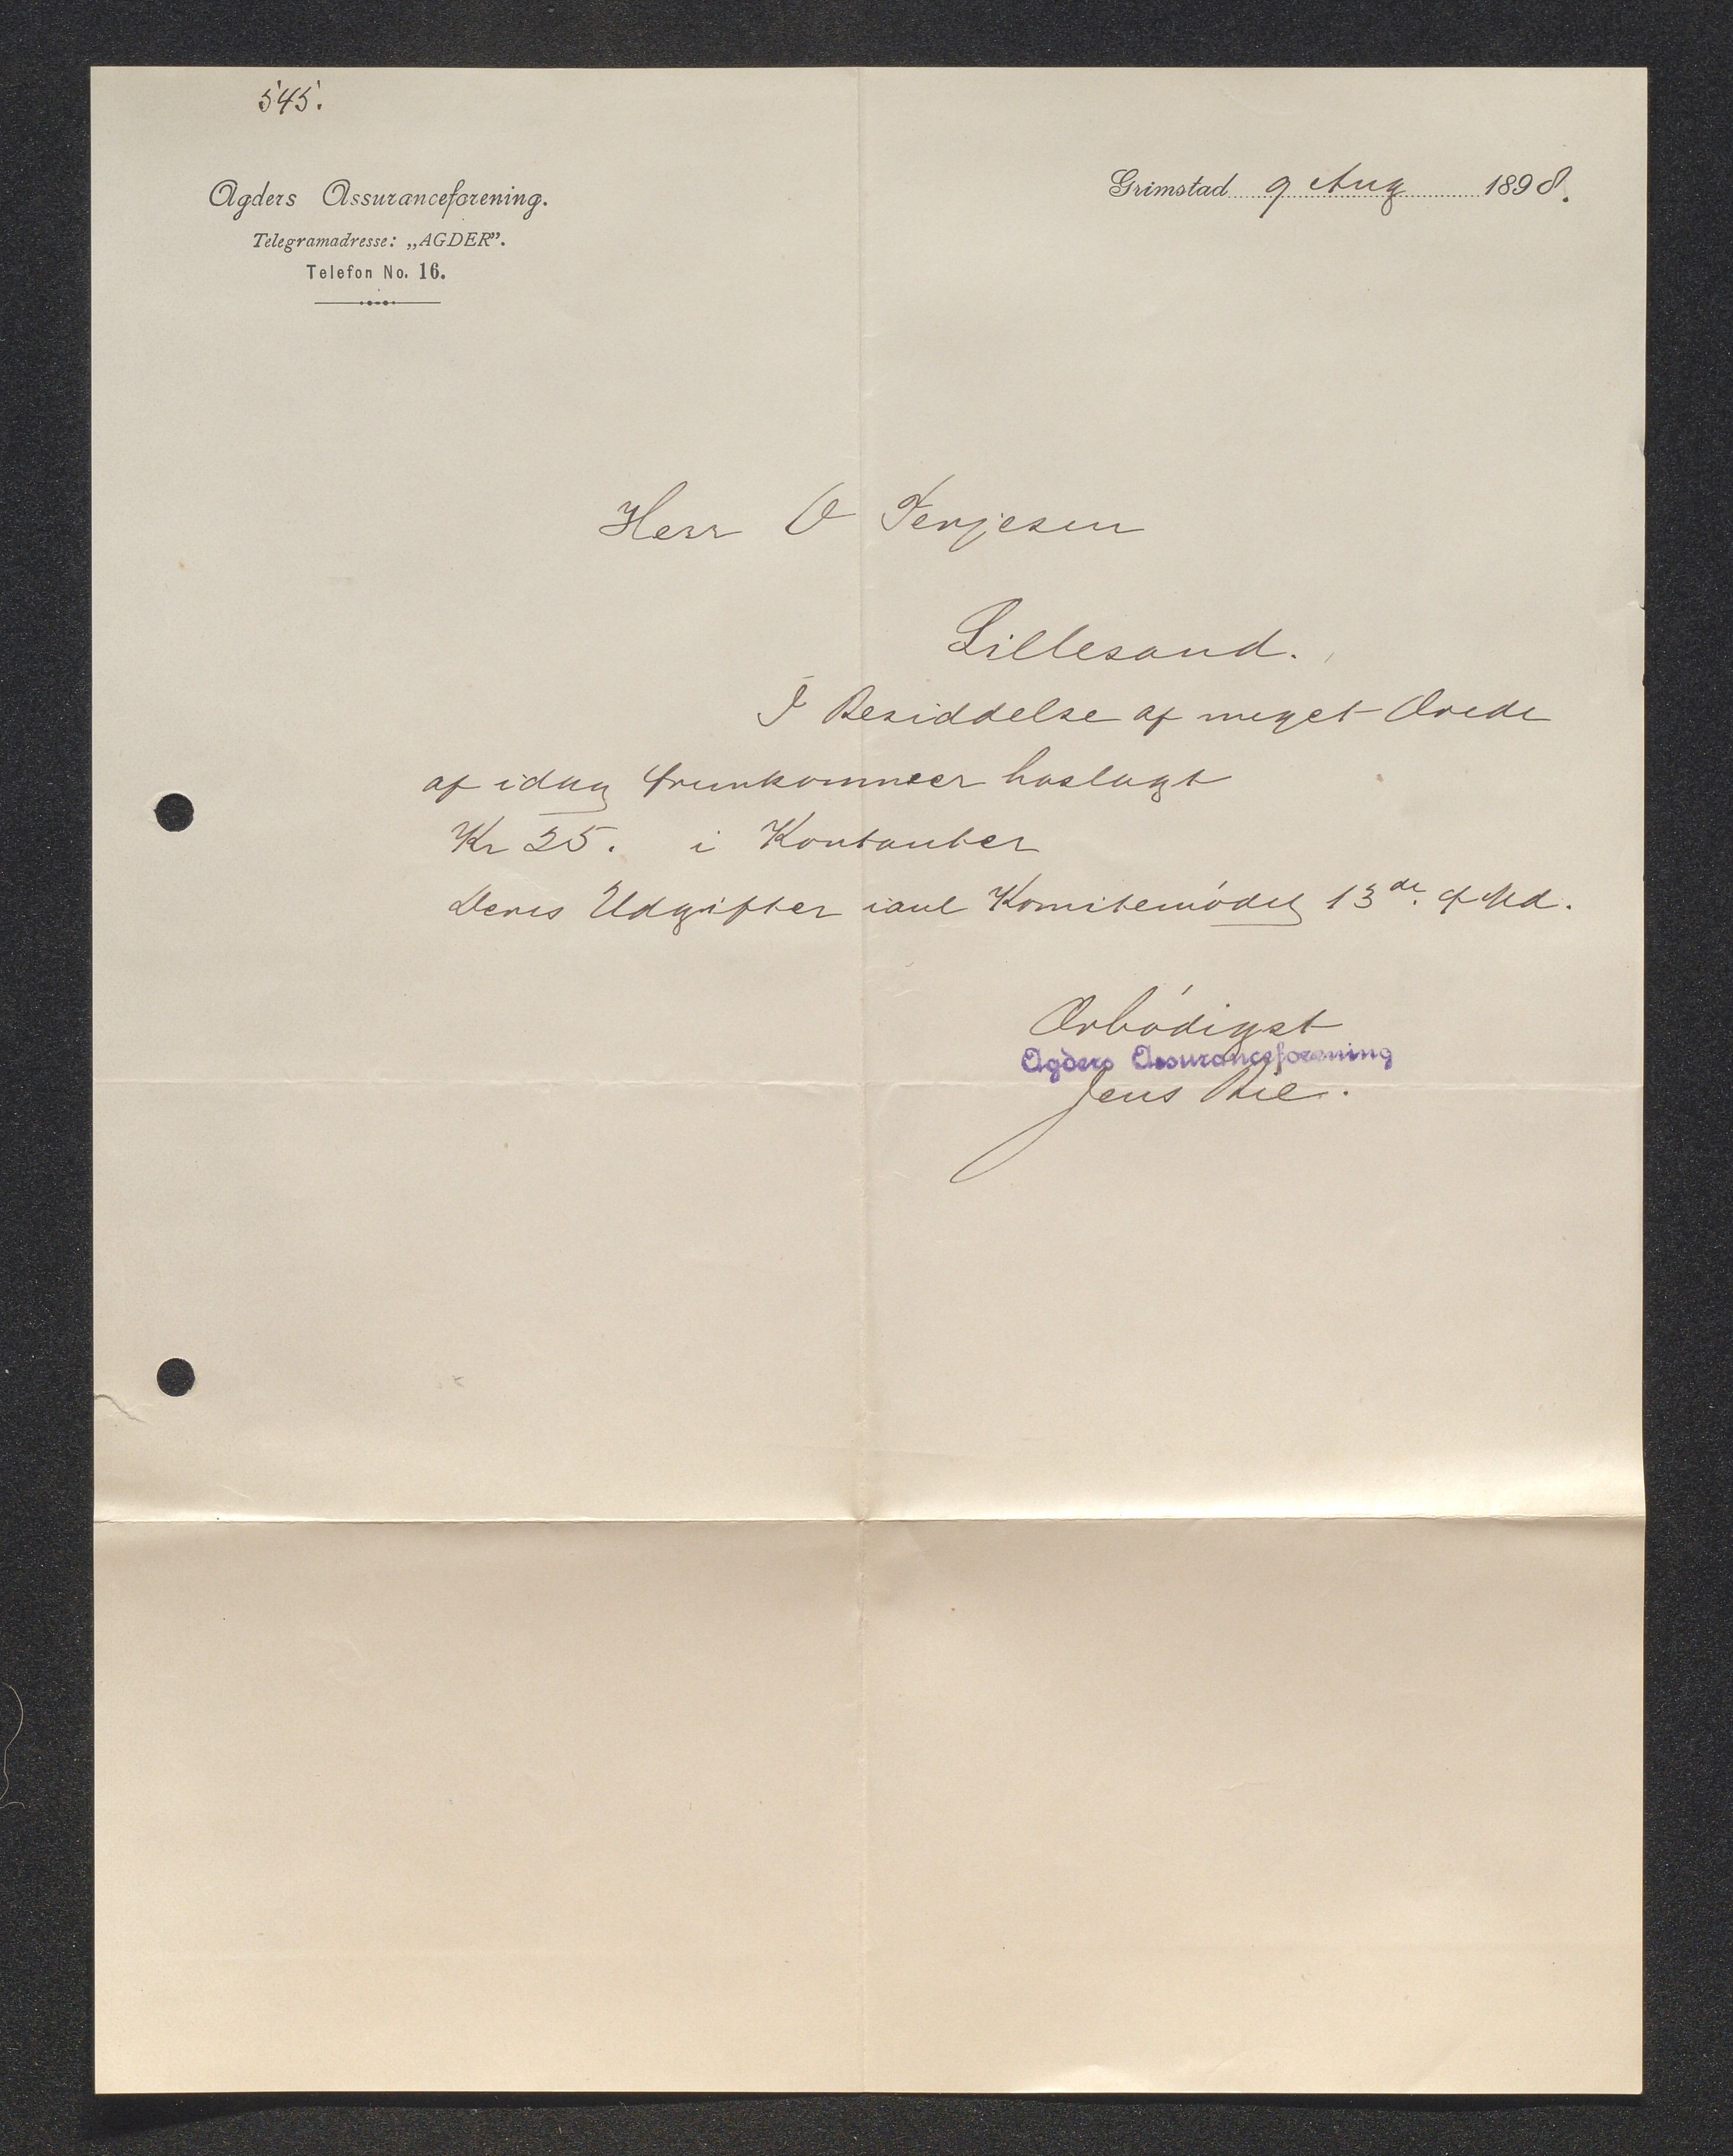 545.
Agders Assuranceforening.
Telegramadresse: „AGDER”.
Telefon No. 16.
Grimstad 9 Aug 1898.
Herr O Terjesen
Lillesand.
I Besiddelse af meget Ærede
af idag fremkommer hoslagt
Kr 25. i Kontanter
Deres Udgifter Komitemødet 13de. Md.
Ærbødigst
Agders Assuranceforening
Jens